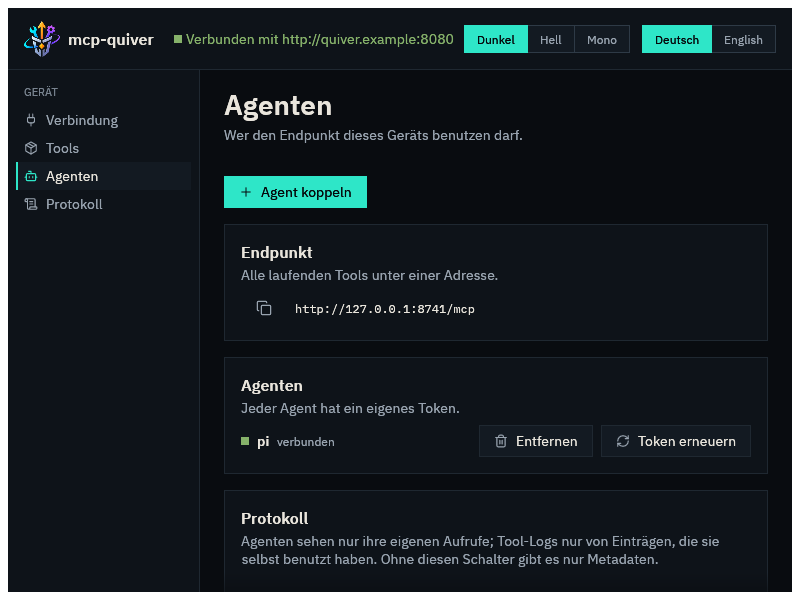 mcp-quiver
Verbunden mit http://quiver.example:8080
Dunkel
Hell
Mono
Deutsch
English
GERÄT
Verbindung
Tools
Agenten
Protokoll
Agenten
Wer den Endpunkt dieses Geräts benutzen darf.
Agent koppeln
Endpunkt
Alle laufenden Tools unter einer Adresse.
http://127.0.0.1:8741/mcp
Agenten
Jeder Agent hat ein eigenes Token.
pi verbunden
Entfernen
Token erneuern
Protokoll
Agenten sehen nur ihre eigenen Aufrufe; Tool-Logs nur von Einträgen, die sie
selbst benutzt haben. Ohne diesen Schalter gibt es nur Metadaten.